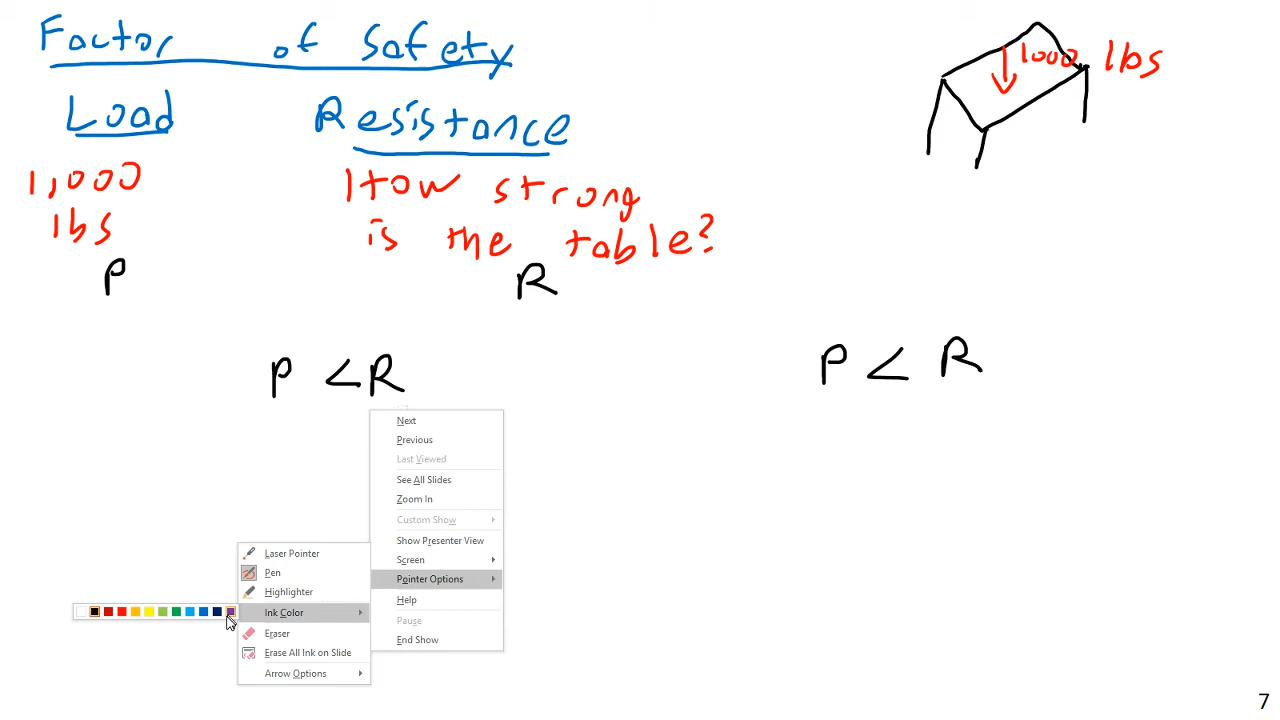 Factor of Safety
1000 lbs
Load Resistance
1,000 How strong
lbs is the table?
P R
P < R
P < R
Next
Previous
Last Viewed
See All Slides
Zoom In
Custom Show
Show Presenter View
Screen
Pointer Options
Help
Pause
End Show
Laser Pointer
Pen
Highlighter
Ink Color
Eraser
Erase All Ink on Slide
Arrow Options
7